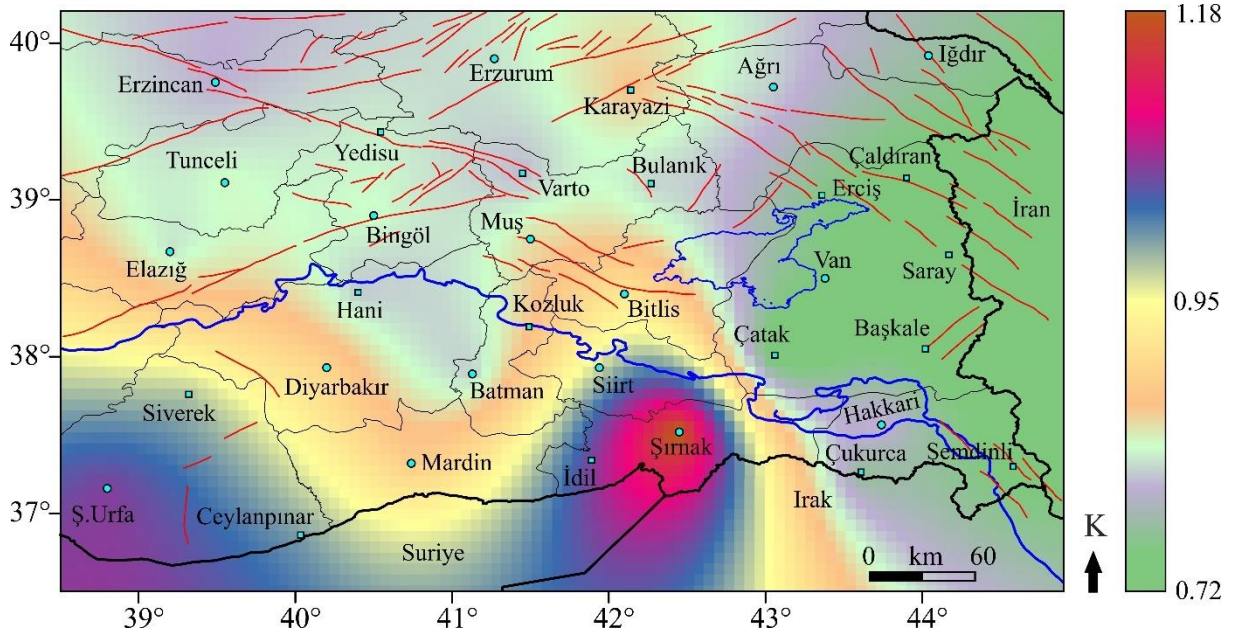 40°
39°
38°
37°
39°
40°
41°
42°
43°
44°
Erzincan
Erzurum
Karayazi
Ağrı
Iğdır
Tunceli
Yedisu
Varto
Bulanık
Çaldıran
Erciş
İran
Elazığ
Bingöl
Muş
Van
Saray
Hani
Kozluk
Bitlis
Çatak
Başkale
Siverek
Diyarbakır
Batman
Siirt
Hakkari
Mardin
İdil
Şırnak
Çukurca
Şemdinli
Ş.Urfa
Ceylanpınar
Suriye
Irak
0 km 60
K
1.18
0.95
0.72